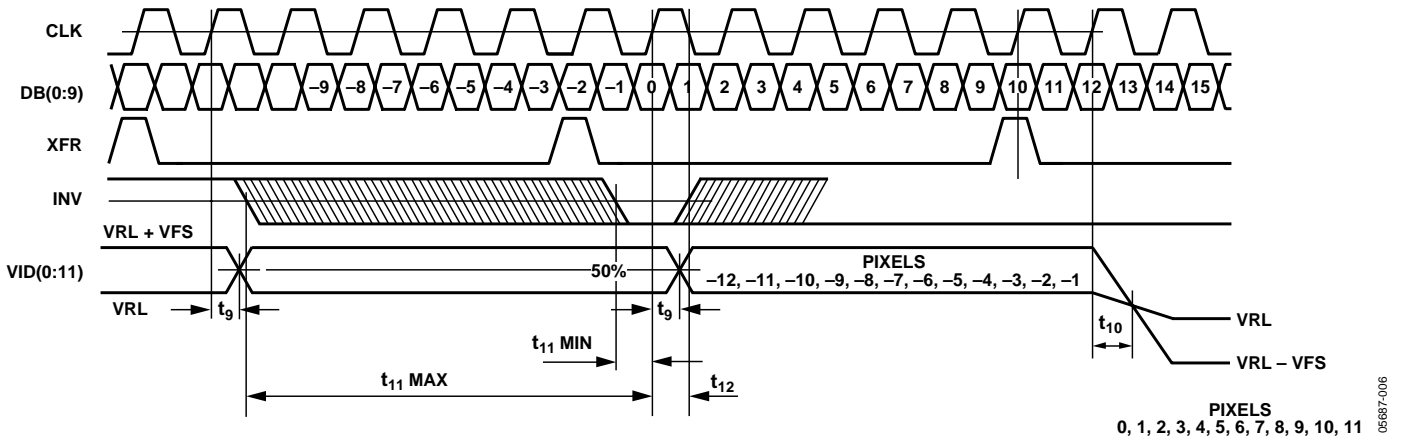 CLK
DB(0:9) –9 –8 –7 –6 –5 –4 –3 –2 –1 0 1 2 3 4 5 6 7 8 9 10 11 12 13 14 15
XFR
INV
VRL + VFS
VID(0:11)
50%
PIXELS
–12, –11, –10, –9, –8, –7, –6, –5, –4, –3, –2, –1
VRL
t9
t9
t10
VRL
t11 MIN
VRL – VFS
t11 MAX
t12
PIXELS
0, 1, 2, 3, 4, 5, 6, 7, 8, 9, 10, 11
05687-006